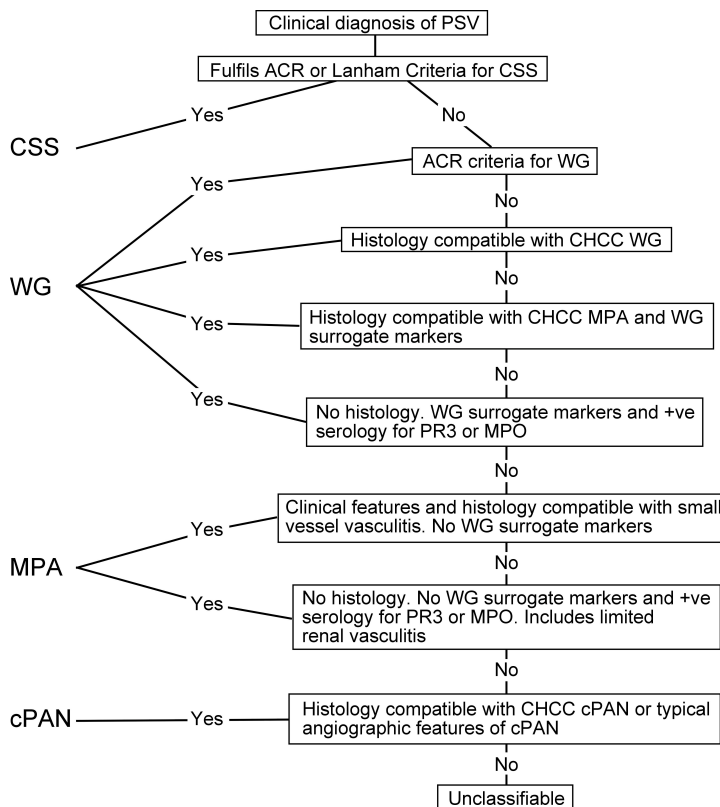 Clinical diagnosis of PSV
Fulfils ACR or Lanham Criteria for CSS
Yes
No
CSS
ACR criteria for WG
Yes
No
Histology compatible with CHCC WG
Yes
No
WG
Histology compatible with CHCC MPA and WG
surrogate markers
Yes
No
No histology. WG surrogate markers and +ve
serology for PR3 or MPO
Yes
No
Clinical features and histology compatible with small
vessel vasculitis. No WG surrogate markers
Yes
No
MPA
No histology. No WG surrogate markers and +ve
serology for PR3 or MPO. Includes limited
renal vasculitis
Yes
No
cPAN
Yes
Histology compatible with CHCC cPAN or typical
angiographic features of cPAN
No
Unclassifiable